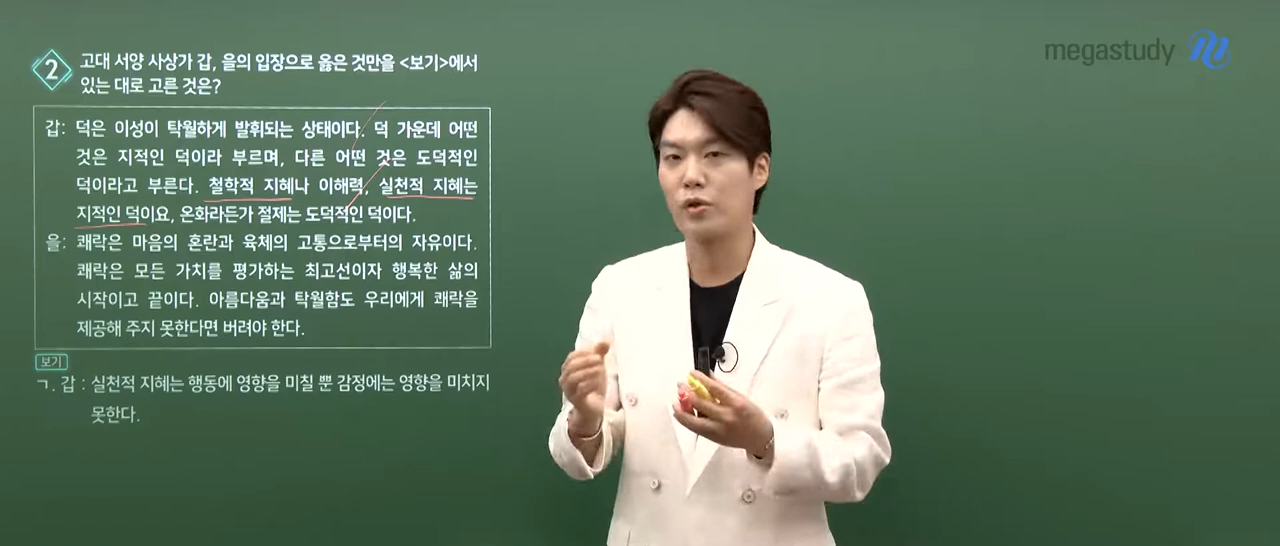 megastudy
2
고대 서양 사상가 갑, 을의 입장으로 옳은 것만을 <보기>에서
있는 대로 고른 것은?
갑: 덕은 이성이 탁월하게 발휘되는 상태이다. 덕 가운데 어떤
것은 지적인 덕이라 부르며, 다른 어떤 것은 도덕적인
덕이라고 부른다. 철학적 지혜나 이해력, 실천적 지혜는
지적인 덕이요, 온화라든가 절제는 도덕적인 덕이다.
을: 쾌락은 마음의 혼란과 육체의 고통으로부터의 자유이다.
쾌락은 모든 가치를 평가하는 최고선이자 행복한 삶의
시작이고 끝이다. 아름다움과 탁월함도 우리에게 쾌락을
제공해 주지 못한다면 버려야 한다.
보기
ㄱ. 갑 : 실천적 지혜는 행동에 영향을 미칠 뿐 감정에는 영향을 미치지
못한다.